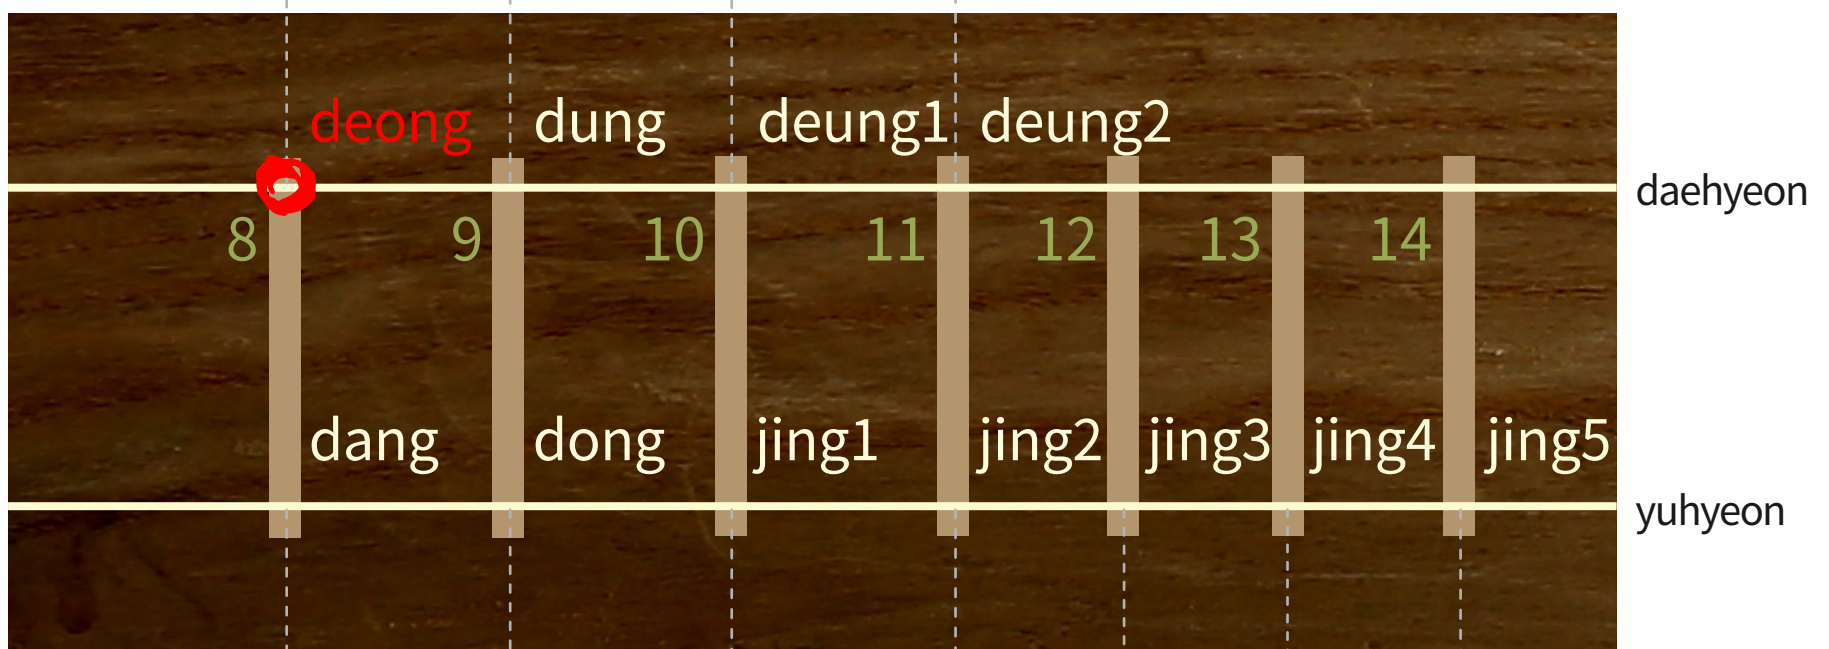 deong dung deung1 deung2
daehyeon
8 9 10 11 12 13 14
dang dong jing1 jing2 jing3 jing4 jing5
yuhyeon